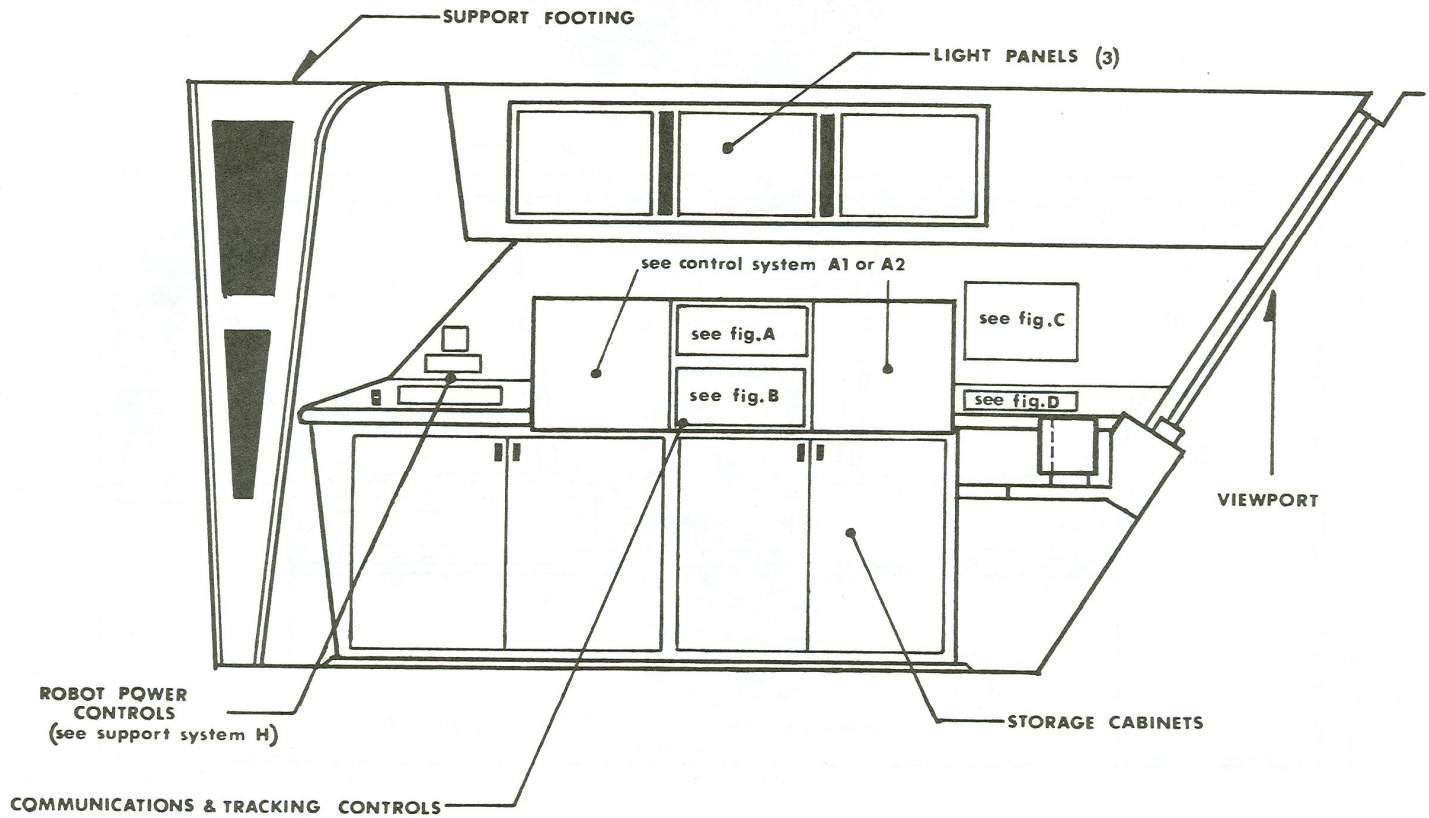 SUPPORT FOOTING
LIGHT PANELS (3)
see control system A1 or A2
see fig.A
see fig.C
see fig.B
see fig.D
VIEWPORT
ROBOT POWER
CONTROLS
(see support system H)
STORAGE CABINETS
COMMUNICATIONS & TRACKING CONTROLS